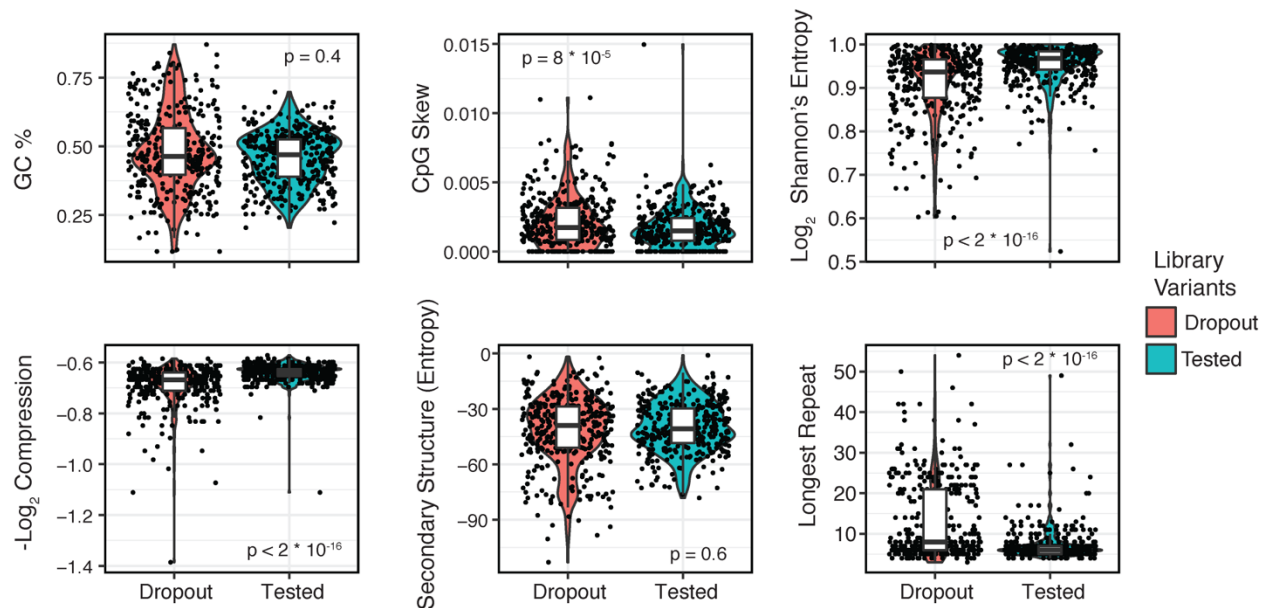 GC %
0.75
0.50
0.25
p = 0.4
CpG Skew
0.015
0.010
0.005
0.000
p = 8 * 10⁻⁵
Log₂ Shannon's Entropy
1.0
0.9
0.8
0.7
0.6
0.5
p < 2 * 10⁻¹⁶
-Log₂ Compression
−0.6
−0.8
−1.0
−1.2
−1.4
p < 2 * 10⁻¹⁶
Dropout
Tested
Secondary Structure (Entropy)
0
−30
−60
−90
p = 0.6
Dropout
Tested
Longest Repeat
50
40
30
20
10
p < 2 * 10⁻¹⁶
Dropout
Tested
Library
Variants
Dropout
Tested